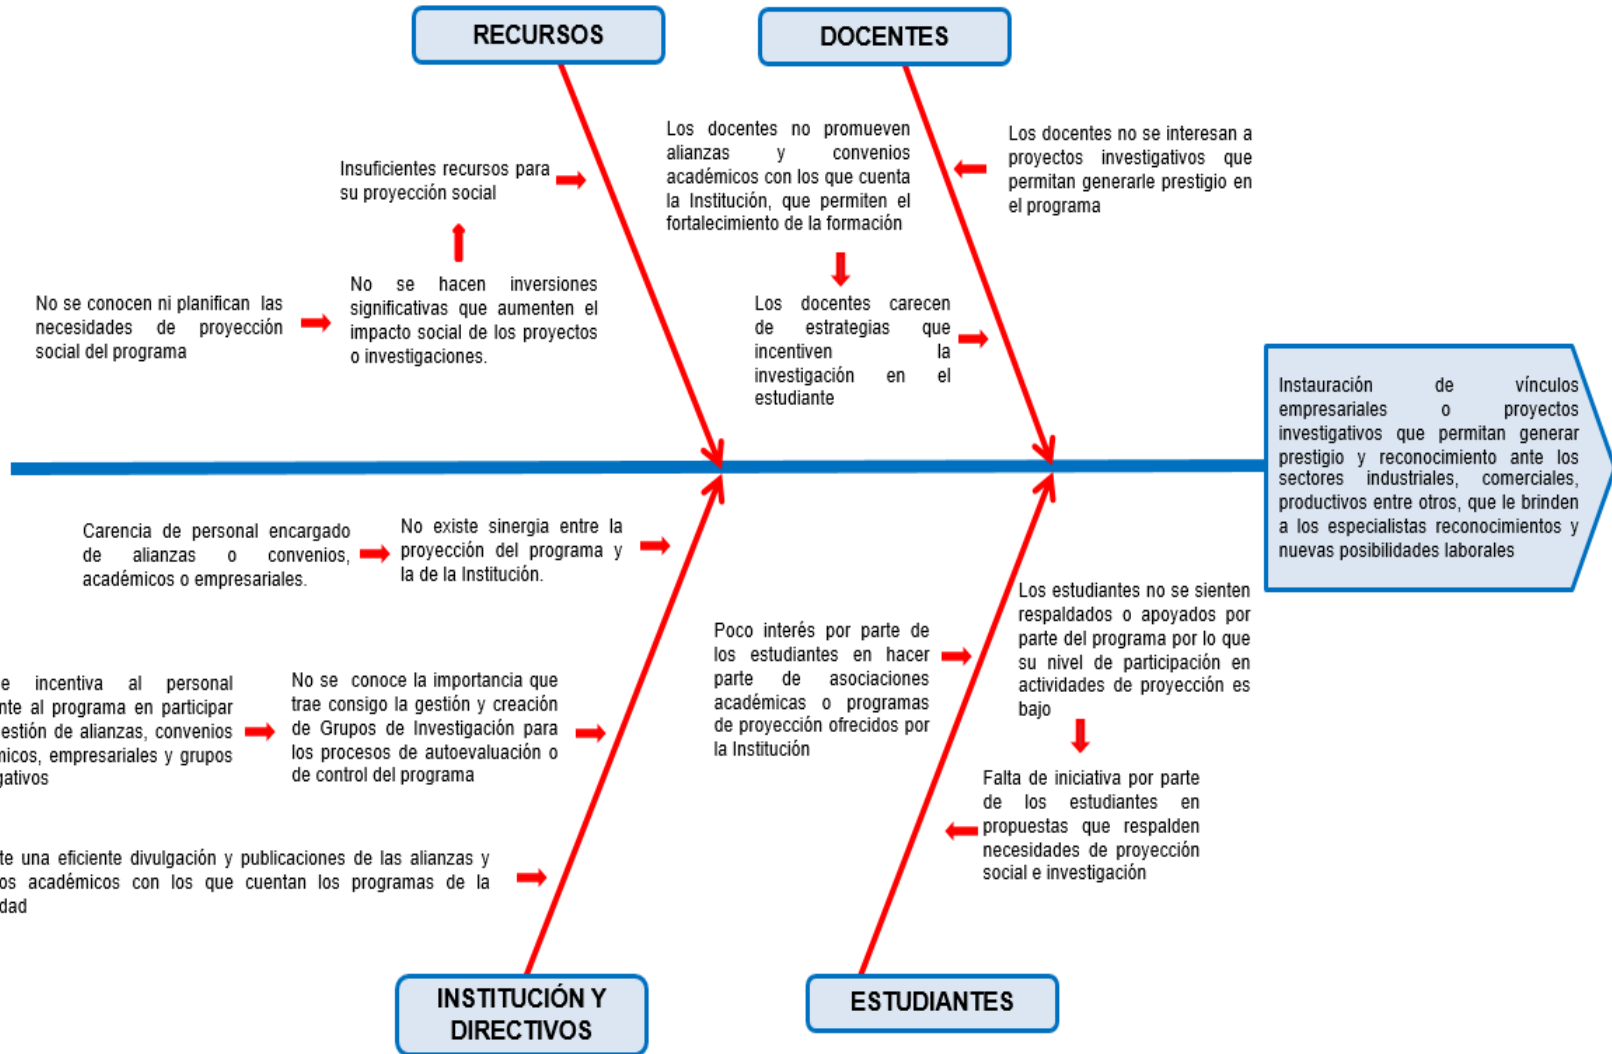 RECURSOS
DOCENTES
Insuficientes recursos para
su proyección social
No se conocen ni planifican las
necesidades de proyección
social del programa
No se hacen inversiones
significativas que aumenten el
impacto social de los proyectos
o investigaciones.
Los docentes no promueven
alianzas y convenios
académicos con los que cuenta
la Institución, que permiten el
fortalecimiento de la formación
Los docentes no se interesan a
proyectos investigativos que
permitan generarle prestigio en
el programa
Los docentes carecen
de estrategias que
incentiven la
investigación en el
estudiante
Instauración de vínculos
empresariales o proyectos
investigativos que permitan generar
prestigio y reconocimiento ante los
sectores industriales, comerciales,
productivos entre otros, que le brinden
a los especialistas reconocimientos y
nuevas posibilidades laborales
Carencia de personal encargado
de alianzas o convenios,
académicos o empresariales.
No existe sinergia entre la
proyección del programa y
la de la Institución.
incentiva al personal
al programa en participar
de alianzas, convenios
empresariales y grupos
No se conoce la importancia que
trae consigo la gestión y creación
de Grupos de Investigación para
los procesos de autoevaluación o
de control del programa
una eficiente divulgación y publicaciones de las alianzas y
académicos con los que cuentan los programas de la
Poco interés por parte de
los estudiantes en hacer
parte de asociaciones
académicas o programas
de proyección ofrecidos por
la Institución
Los estudiantes no se sienten
respaldados o apoyados por
parte del programa por lo que
su nivel de participación en
actividades de proyección es
bajo
Falta de iniciativa por parte
de los estudiantes en
propuestas que respalden
necesidades de proyección
social e investigación
INSTITUCIÓN Y
DIRECTIVOS
ESTUDIANTES